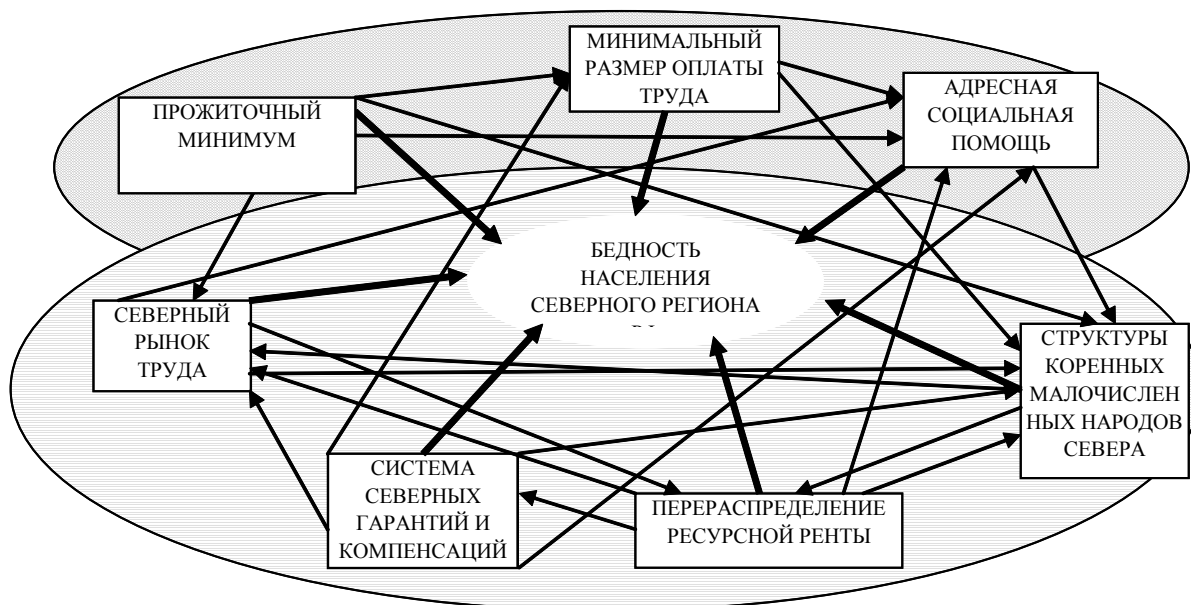 МИНИМАЛЬНЫЙ
РАЗМЕР ОПЛАТЫ
ТРУДА
ПРОЖИТОЧНЫЙ
МИНИМУМ
АДРЕСНАЯ
СОЦИАЛЬНАЯ
ПОМОЩЬ
БЕДНОСТЬ
НАСЕЛЕНИЯ
СЕВЕРНОГО РЕГИОНА
СЕВЕРНЫЙ
РЫНОК
ТРУДА
СТРУКТУРЫ
КОРЕННЫХ
МАЛОЧИСЛЕН
НЫХ НАРОДОВ
СЕВЕРА
СИСТЕМА
СЕВЕРНЫХ
ГАРАНТИЙ И
КОМПЕНСАЦИЙ
ПЕРЕРАСПРЕДЕЛЕНИЕ
РЕСУРСНОЙ РЕНТЫ